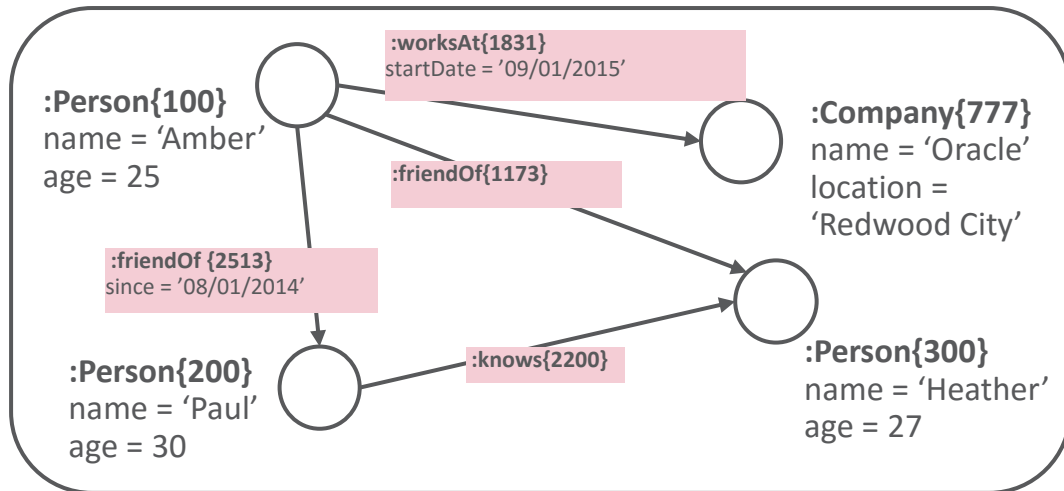 :worksAt{1831}
startDate = '09/01/2015'
:Person{100}
name = ‘Amber’
age = 25
:Company{777}
name = ‘Oracle’
location =
‘Redwood City’
:friendOf{1173}
:friendOf {2513}
since = ’08/01/2014’
:knows{2200}
:Person{200}
name = ‘Paul’
age = 30
:Person{300}
name = ‘Heather’
age = 27